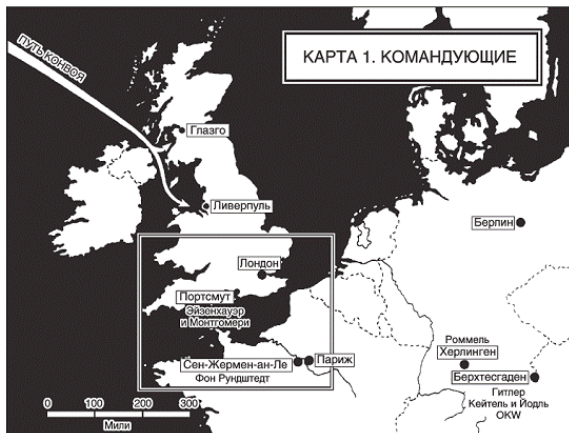 КАРТА 1. КОМАНДУЮЩИЕ
ПУТЬ КОНВОЯ
Глазго
Ливерпуль
Берлин
Лондон
Портсмут
Эйзенхауэр
и Монтгомери
Сен-Жермен-ан-Ле
Фон Рундштедт
Париж
Роммель
Херлинген
Берхтесгаден
Гитлер
Кейтель и Йодль
OKW
0 100 200 300
Мили